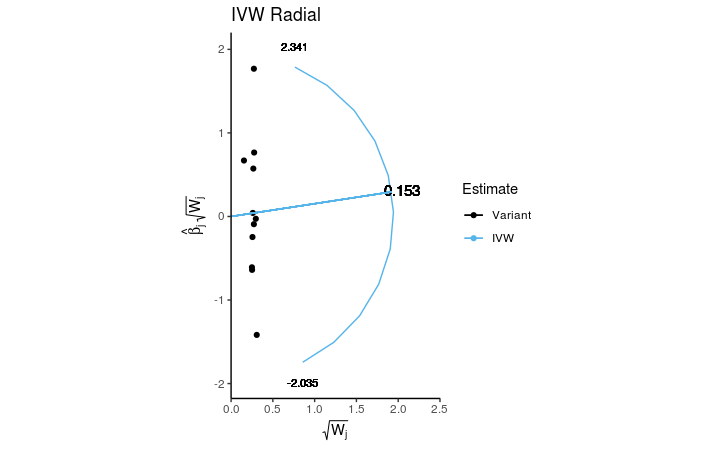 IVW Radial
2.341
2
1
0
-1
-2
β̂j√Wj
0.153
-2.035
0.0 0.5 1.0 1.5 2.0 2.5
√Wj
Estimate
Variant
IVW